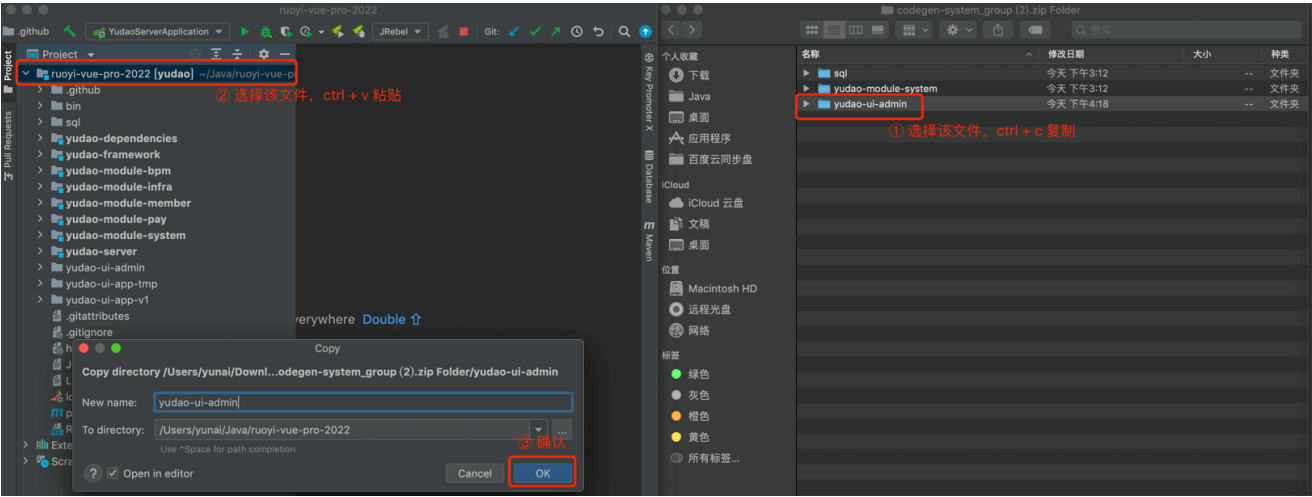 ruoyi-vue-pro-2022
.github
YudaoServerApplication
JRebel
Git:
Project
Project
Pull Requests
ruoyi-vue-pro-2022 [yudao] ~/Java/ruoyi-vue-p
② 选择该文件，ctrl + v 粘贴
.github
bin
sql
yudao-dependencies
yudao-framework
yudao-module-bpm
yudao-module-infra
yudao-module-member
yudao-module-pay
yudao-module-system
yudao-server
yudao-ui-admin
yudao-ui-app-tmp
yudao-ui-app-v1
.gitattributes
.gitignore
h
J
L
lo
p
R
Exte
Scra
verywhere Double ⇧
Key Promoter X
Database
Maven
Copy
Copy directory /Users/yunai/Downl...odegen-system_group (2).zip Folder/yudao-ui-admin
New name: yudao-ui-admin
To directory: /Users/yunai/Java/ruoyi-vue-pro-2022
...
Use ^Space for path completion
③ 确认
?
Open in editor
Cancel
OK
codegen-system_group (2).zip Folder
搜索
个人收藏
下载
Java
桌面
应用程序
百度云同步盘
iCloud
iCloud 云盘
文稿
桌面
位置
Macintosh HD
远程光盘
网络
标签
绿色
灰色
橙色
黄色
所有标签...
名称 修改日期 大小 种类
sql 今天 下午3:12 -- 文件夹
yudao-module-system 今天 下午3:12 -- 文件夹
yudao-ui-admin 今天 下午4:18 -- 文件夹
① 选择该文件，ctrl + c 复制